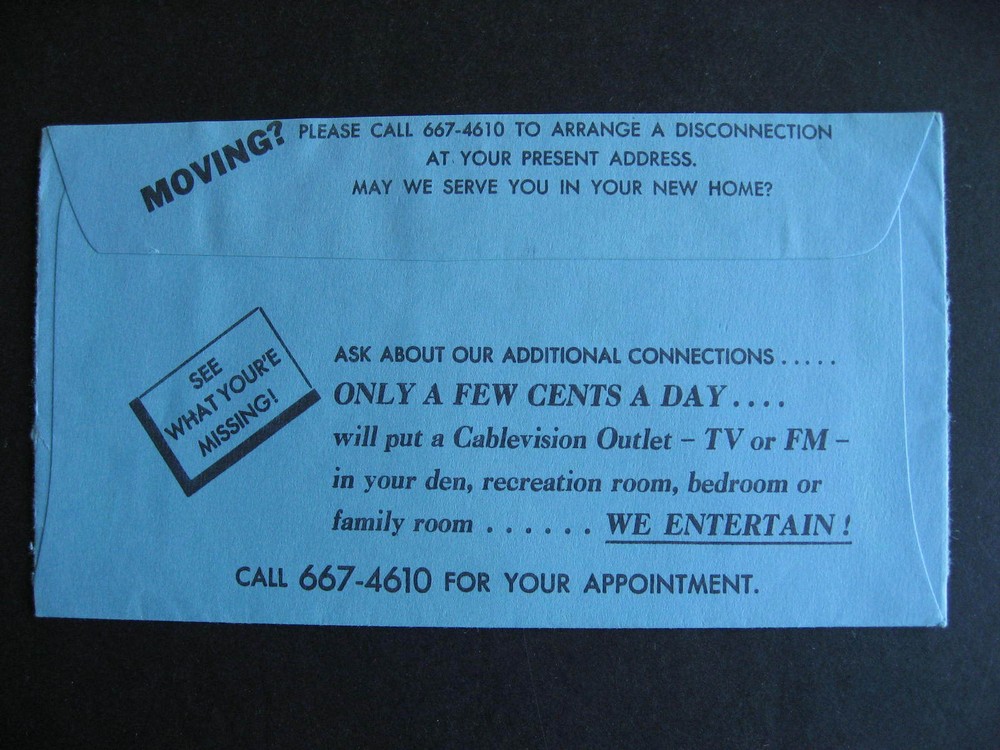 MOVING? PLEASE CALL 667-4610 TO ARRANGE A DISCONNECTION
AT YOUR PRESENT ADDRESS.
MAY WE SERVE YOU IN YOUR NEW HOME?
SEE
WHAT YOUR'E
MISSING!
ASK ABOUT OUR ADDITIONAL CONNECTIONS . . . . .
ONLY A FEW CENTS A DAY . . . .
will put a Cablevision Outlet – TV or FM –
in your den, recreation room, bedroom or
family room . . . . . . WE ENTERTAIN !
CALL 667-4610 FOR YOUR APPOINTMENT.